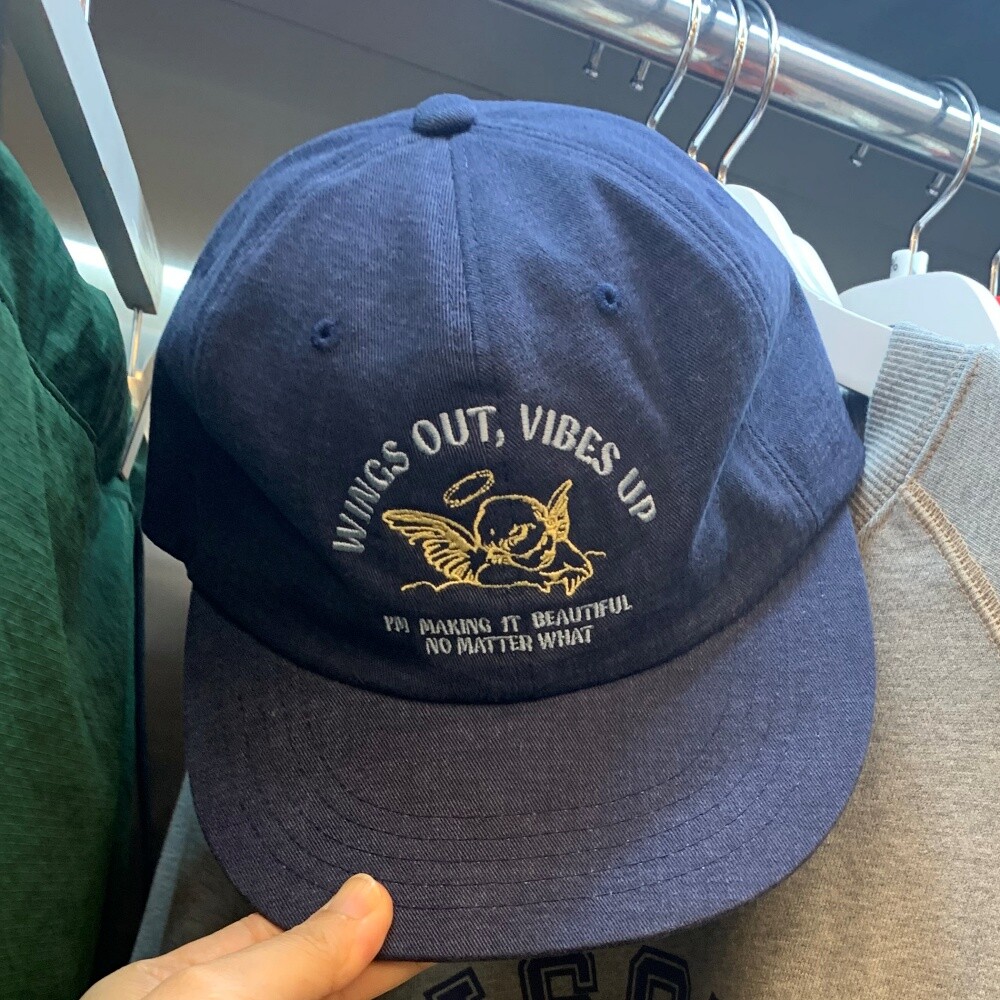 WINGS OUT, VIBES UP
I'M MAKING IT BEAUTIFUL
NO MATTER WHAT